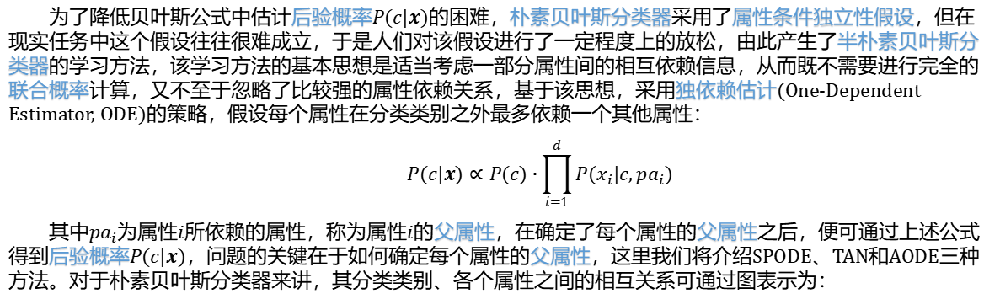 为了降低贝叶斯公式中估计后验概率P(c|x)的困难，朴素贝叶斯分类器采用了属性条件独立性假设，但在
现实任务中这个假设往往很难成立，于是人们对该假设进行了一定程度上的放松，由此产生了半朴素贝叶斯分
类器的学习方法，该学习方法的基本思想是适当考虑一部分属性间的相互依赖信息，从而既不需要进行完全的
联合概率计算，又不至于忽略了比较强的属性依赖关系，基于该思想，采用独依赖估计(One-Dependent
Estimator, ODE)的策略，假设每个属性在分类类别之外最多依赖一个其他属性：
P(c|x) ∝ P(c) · ∏_{i=1}^{d} P(x_i|c, pa_i)
其中pa_i为属性i所依赖的属性，称为属性i的父属性，在确定了每个属性的父属性之后，便可通过上述公式
得到后验概率P(c|x)，问题的关键在于如何确定每个属性的父属性，这里我们将介绍SPODE、TAN和AODE三种
方法。对于朴素贝叶斯分类器来讲，其分类类别、各个属性之间的相互关系可通过图表示为：